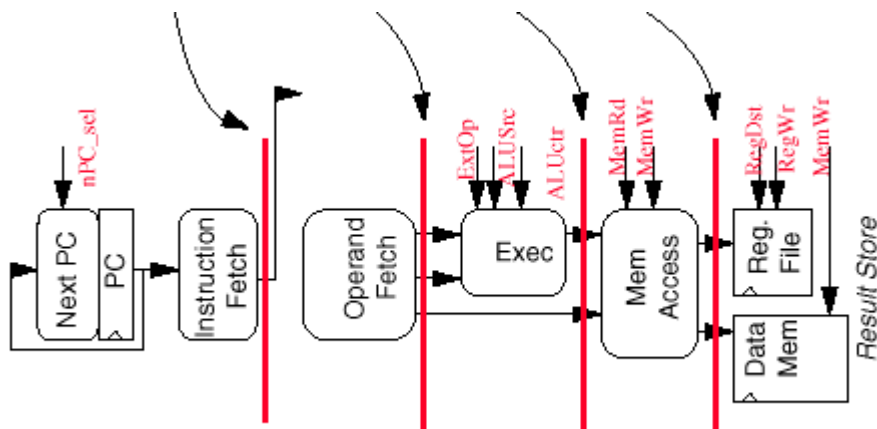 nPC_sel
Next PC
PC
Instruction
Fetch
Operand
Fetch
ExtOp
ALUSrc
ALUctr
Exec
MemRd
MemWr
Mem
Access
RegDst
RegWr
MemWr
Reg.
File
Data
Mem
Result Store